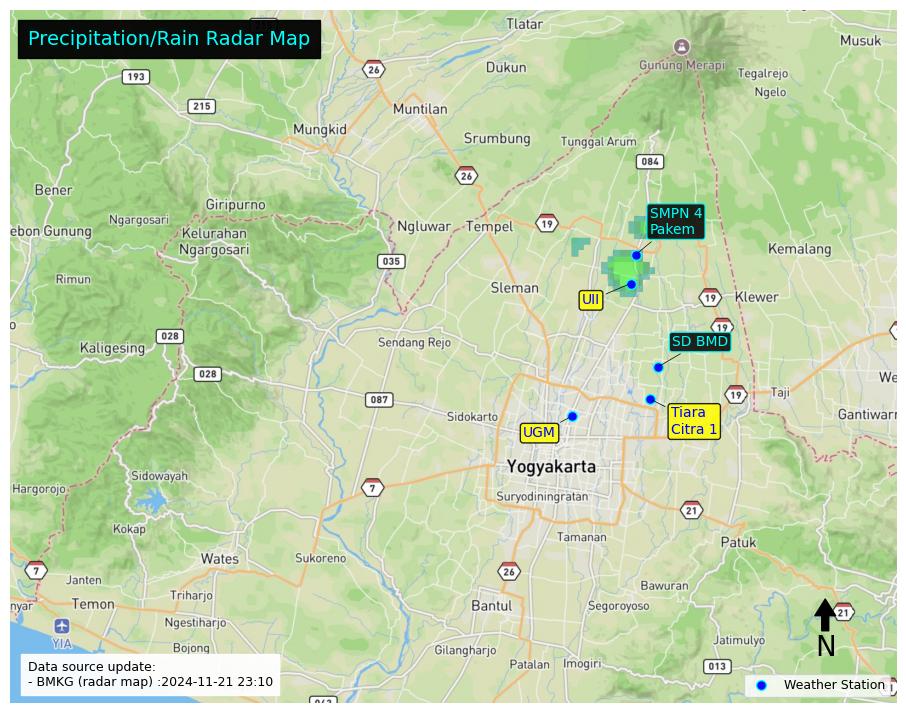 Precipitation/Rain Radar Map
Tlatar
Musuk
26
Dukun
Gunung Merapi
Tegalrejo
193
Ngelo
215
Muntilan
Mungkid
Srumbung
Tunggal Arum
084
26
Bener
Giripurno
SMPN 4
Pakem
Ngargosari
ebon Gunung
Kelurahan
Ngargosari
Ngluwar
Tempel
19
Kemalang
035
Rimun
Sleman
UII
19
Klewer
19
028
Sendang Rejo
SD BMD
Kaligesing
028
We
087
19
Taji
Sidokarto
Tiara
Citra 1
Gantiwarn
UGM
Yogyakarta
Sidowayah
Hargorojo
7
Suryodiningratan
21
Kokap
Tamanan
Patuk
Wates
Sukoreno
7
26
Janten
Bawuran
nyar
Temon
Triharjo
Bantul
Segoroyoso
21
Ngestiharjo
YIA
N
Bojong
Gilangharjo
Jatimulyo
Patalan
Imogiri
013
Data source update:
- BMKG (radar map) :2024-11-21 23:10
Weather Station